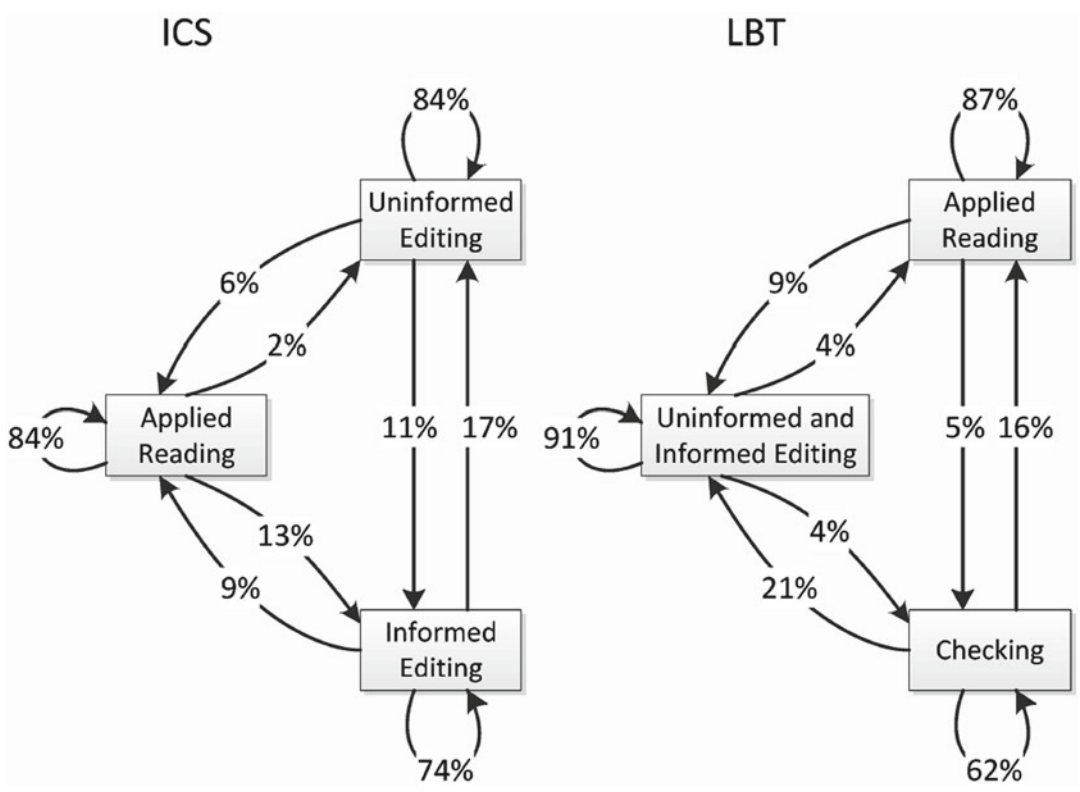 ICS
84%
Uninformed
Editing
6%
2%
84%
Applied
Reading
11%
17%
13%
9%
Informed
Editing
74%
LBT
87%
Applied
Reading
9%
4%
91%
Uninformed and
Informed Editing
5%
16%
4%
21%
Checking
62%